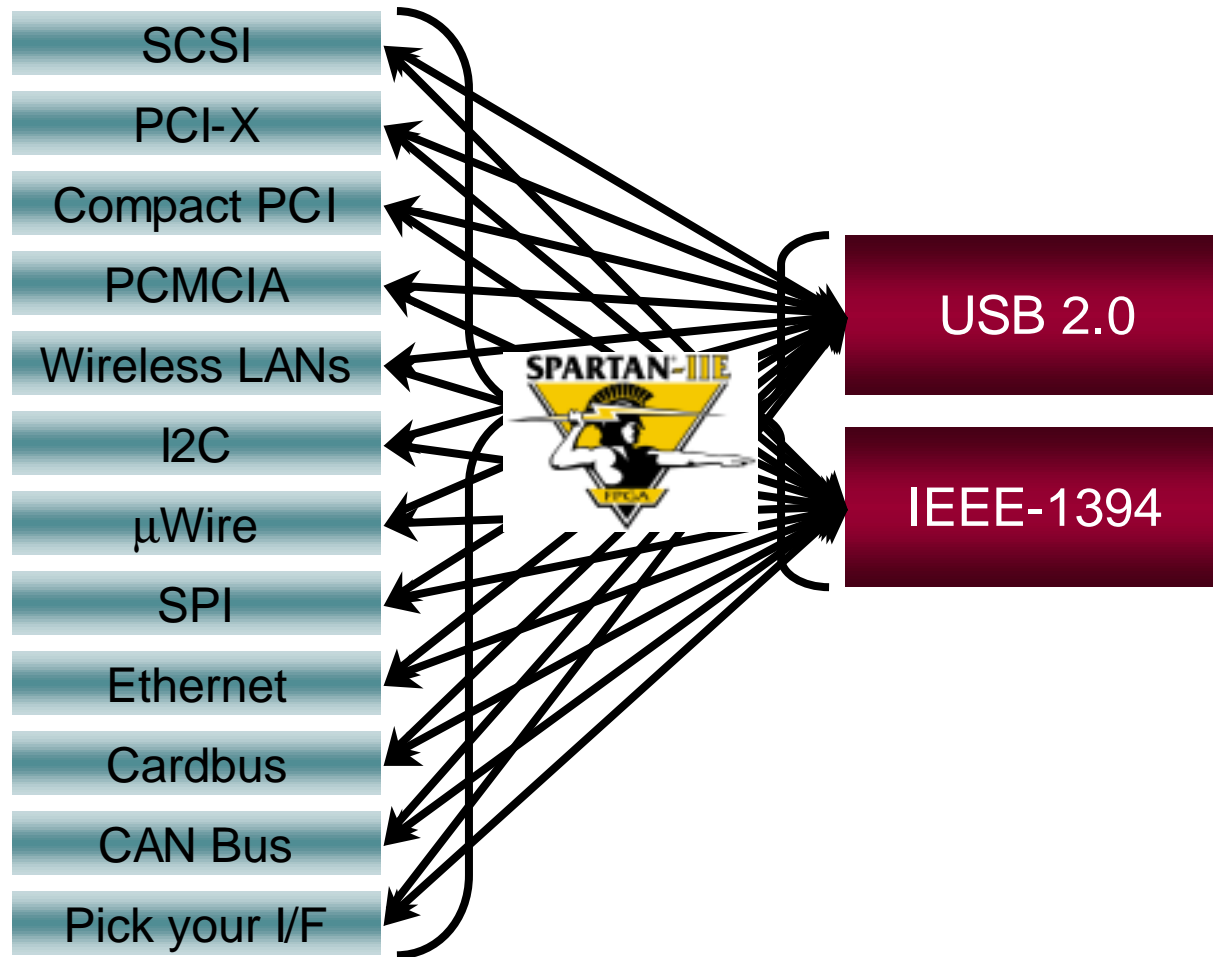 SCSI
PCI-X
Compact PCI
PCMCIA
Wireless LANs
I2C
μWire
SPI
Ethernet
Cardbus
CAN Bus
Pick your I/F
SPARTAN®-IIE
FPGA
USB 2.0
IEEE-1394